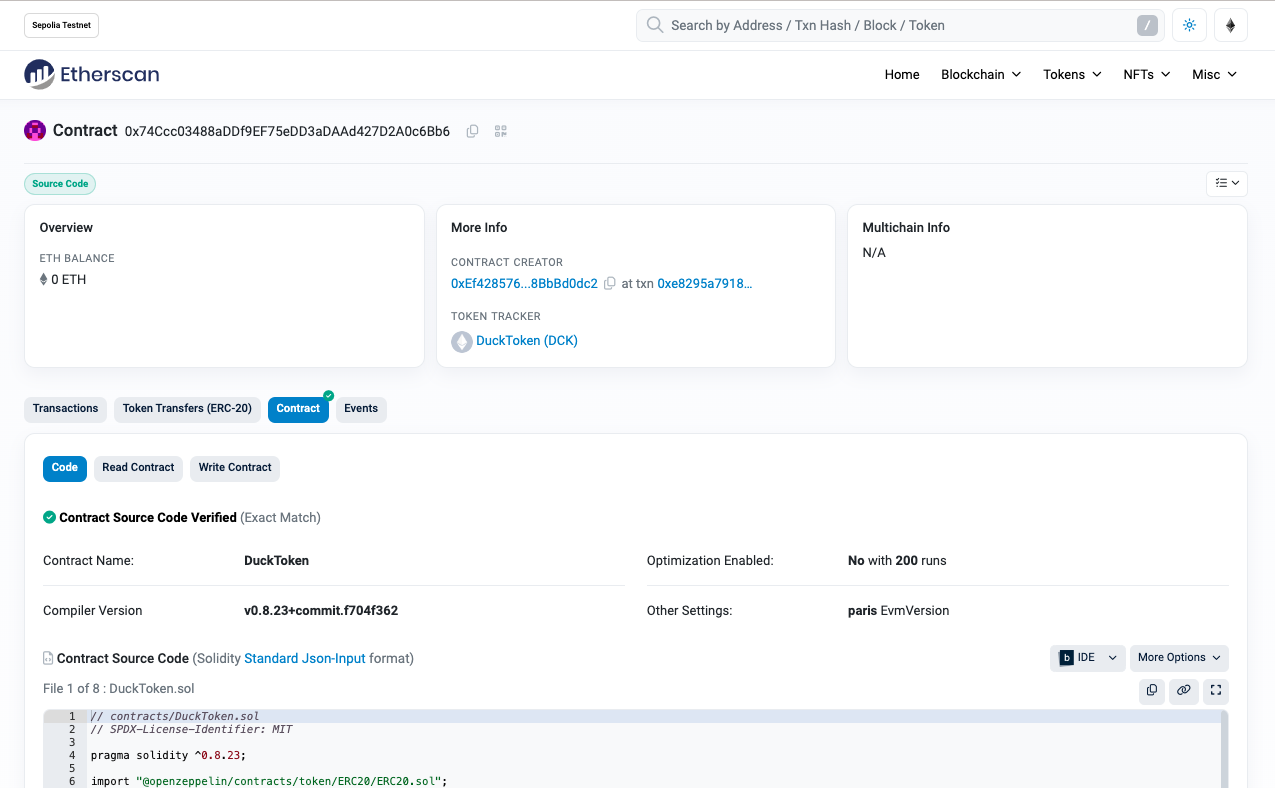 Sepolia Testnet
Search by Address / Txn Hash / Block / Token
/
Etherscan
Home Blockchain Tokens NFTs Misc
Contract 0x74Ccc03488aDDf9EF75eDD3aDAAd427D2A0c6Bb6
Source Code
Overview
ETH BALANCE
0 ETH
More Info
CONTRACT CREATOR
0xEf428576...8BbBd0dc2 at txn 0xe8295a7918...
TOKEN TRACKER
DuckToken (DCK)
Multichain Info
N/A
Transactions Token Transfers (ERC-20) Contract Events
Code Read Contract Write Contract
Contract Source Code Verified (Exact Match)
Contract Name: DuckToken
Optimization Enabled: No with 200 runs
Compiler Version v0.8.23+commit.f704f362
Other Settings: paris EvmVersion
Contract Source Code (Solidity Standard Json-Input format)
b IDE More Options
File 1 of 8 : DuckToken.sol
1 // contracts/DuckToken.sol
2 // SPDX-License-Identifier: MIT
3
4 pragma solidity ^0.8.23;
5
6 import "@openzeppelin/contracts/token/ERC20/ERC20.sol";